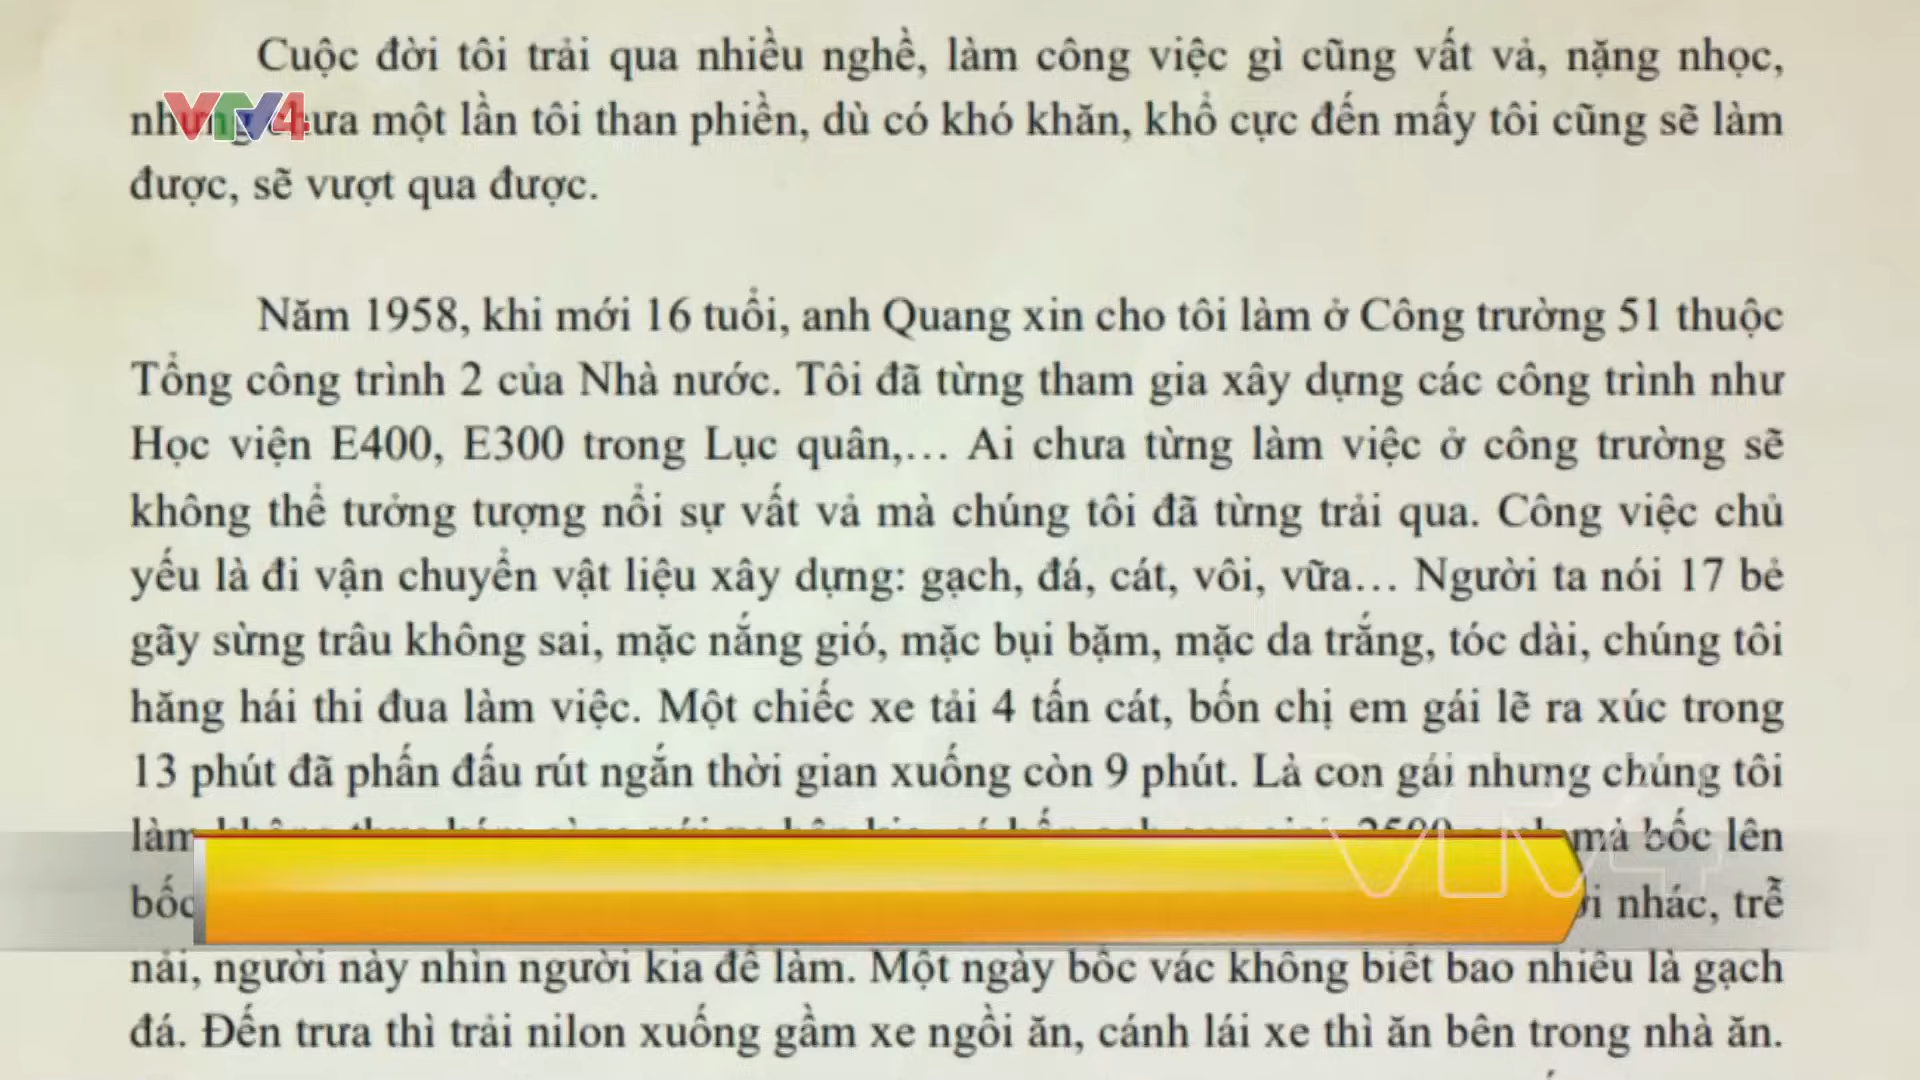 Cuộc đời tôi trải qua nhiều nghề, làm công việc gì cũng vất vả, nặng nhọc,
VTV4
nhưng chưa một lần tôi than phiền, dù có khó khăn, khổ cực đến mấy tôi cũng sẽ làm
được, sẽ vượt qua được.
Năm 1958, khi mới 16 tuổi, anh Quang xin cho tôi làm ở Công trường 51 thuộc
Tổng công trình 2 của Nhà nước. Tôi đã từng tham gia xây dựng các công trình như
Học viện E400, E300 trong Lục quân,... Ai chưa từng làm việc ở công trường sẽ
không thể tưởng tượng nổi sự vất vả mà chúng tôi đã từng trải qua. Công việc chủ
yếu là đi vận chuyển vật liệu xây dựng: gạch, đá, cát, vôi, vữa... Người ta nói 17 bẻ
gãy sừng trâu không sai, mặc nắng gió, mặc bụi bặm, mặc da trắng, tóc dài, chúng tôi
hăng hái thi đua làm việc. Một chiếc xe tải 4 tấn cát, bốn chị em gái lẽ ra xúc trong
13 phút đã phấn đấu rút ngắn thời gian xuống còn 9 phút. Là con gái nhưng chúng tôi
làm mà bốc lên
VTV4
bốc nhác, trễ
nải, người này nhìn người kia để làm. Một ngày bốc vác không biết bao nhiêu là gạch
đá. Đến trưa thì trải nilon xuống gầm xe ngồi ăn, cánh lái xe thì ăn bên trong nhà ăn.